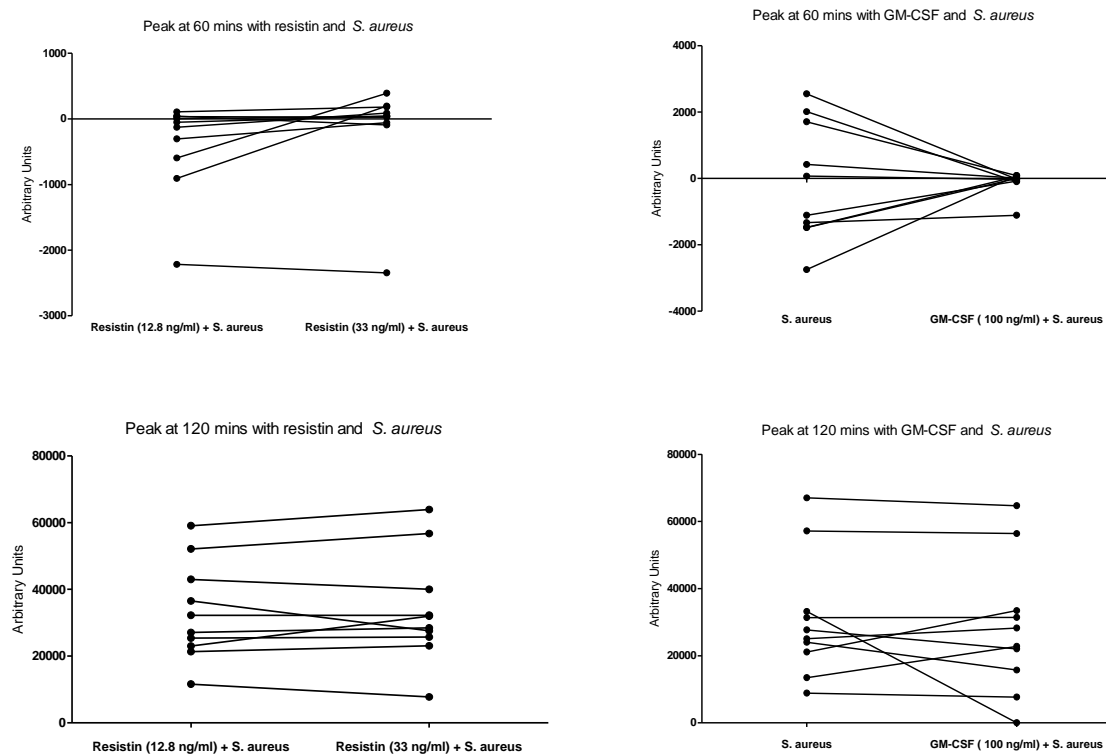 Peak at 60 mins with resistin and S. aureus
1000
0
-1000
-2000
-3000
Arbitrary Units
Resistin (12.8 ng/ml) + S. aureus
Resistin (33 ng/ml) + S. aureus
Peak at 60 mins with GM-CSF and S. aureus
4000
2000
0
-2000
-4000
Arbitrary Units
S. aureus
GM-CSF ( 100 ng/ml) + S. aureus
Peak at 120 mins with resistin and S. aureus
80000
60000
40000
20000
0
Arbitrary Units
Resistin (12.8 ng/ml) + S. aureus
Resistin (33 ng/ml) + S. aureus
Peak at 120 mins with GM-CSF and S. aureus
80000
60000
40000
20000
0
Arbitrary Units
S. aureus
GM-CSF ( 100 ng/ml) + S. aureus